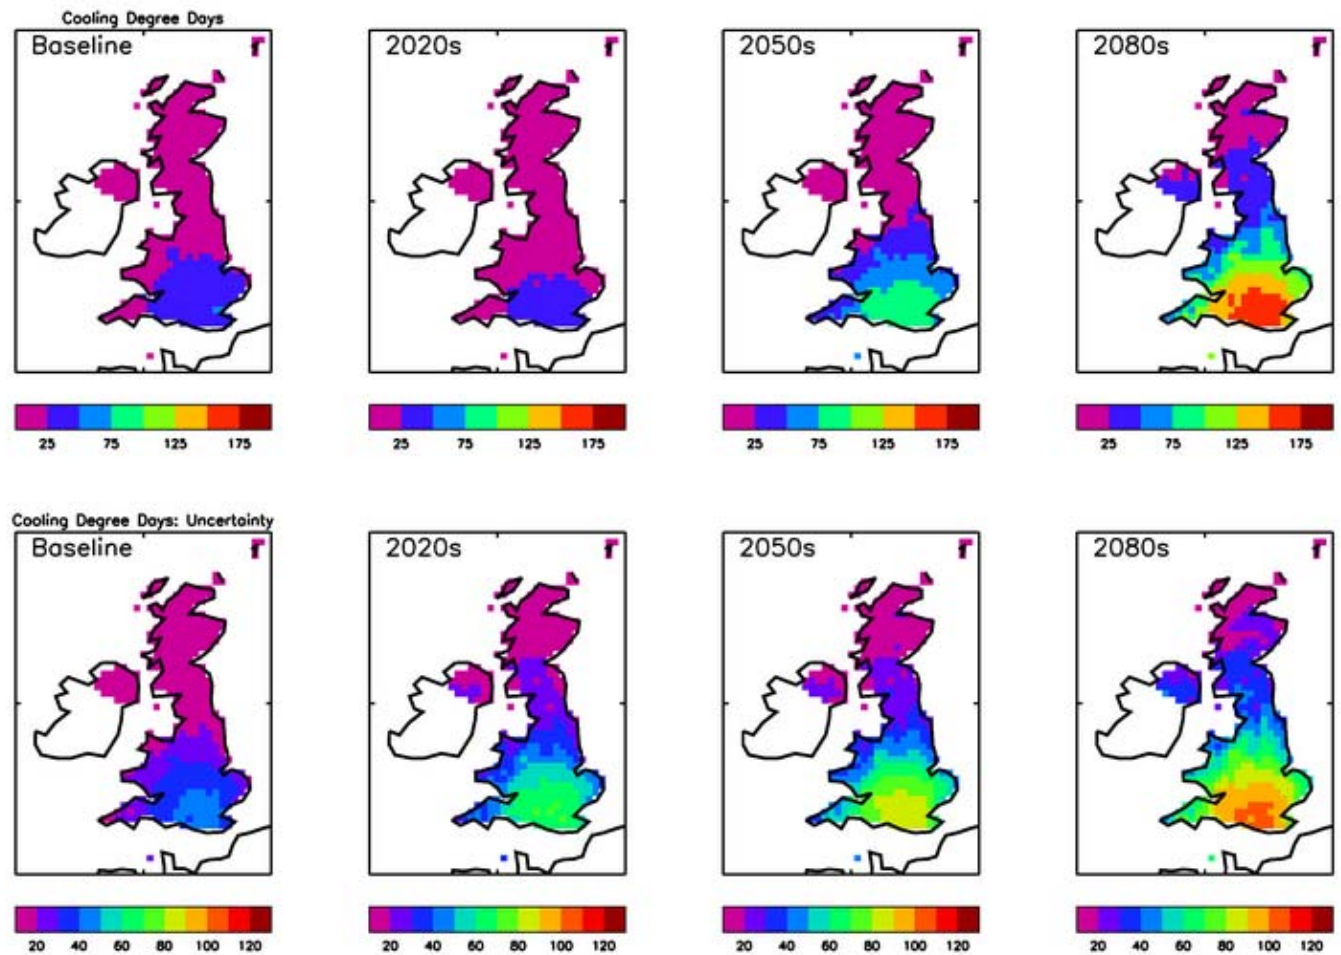 Cooling Degree Days
Baseline 2020s 2050s 2080s
25 75 125 175 25 75 125 175 25 75 125 175 25 75 125 175
Cooling Degree Days: Uncertainty
Baseline 2020s 2050s 2080s
20 40 60 80 100 120 20 40 60 80 100 120 20 40 60 80 100 120 20 40 60 80 100 120